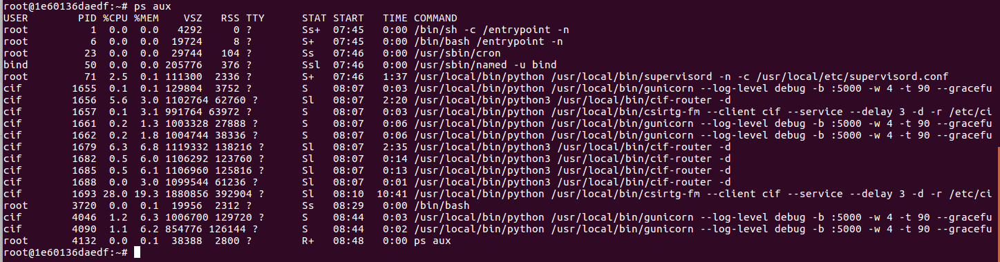 root@1e60136daedf:~# ps aux
USER PID %CPU %MEM VSZ RSS TTY STAT START TIME COMMAND
root 1 0.0 0.0 4292 0 ? Ss+ 07:45 0:00 /bin/sh -c /entrypoint -n
root 6 0.0 0.0 19724 8 ? S+ 07:45 0:00 /bin/bash /entrypoint -n
root 23 0.0 0.0 29744 104 ? Ss 07:46 0:00 /usr/sbin/cron
bind 50 0.0 0.0 205776 376 ? Ssl 07:46 0:00 /usr/sbin/named -u bind
root 71 2.5 0.1 111300 2336 ? S+ 07:46 1:37 /usr/local/bin/python /usr/local/bin/supervisord -n -c /usr/local/etc/supervisord.conf
cif 1655 0.1 0.1 129804 3752 ? S 08:07 0:03 /usr/local/bin/python /usr/local/bin/gunicorn --log-level debug -b :5000 -w 4 -t 90 --gracefu
cif 1656 5.6 3.0 1102764 62760 ? Sl 08:07 2:20 /usr/local/bin/python3 /usr/local/bin/cif-router -d
cif 1657 0.1 3.1 991764 63972 ? S 08:07 0:03 /usr/local/bin/python /usr/local/bin/csirtg-fm --client cif --service --delay 3 -d -r /etc/ci
cif 1661 0.2 1.3 1003328 27888 ? S 08:07 0:06 /usr/local/bin/python /usr/local/bin/gunicorn --log-level debug -b :5000 -w 4 -t 90 --gracefu
cif 1662 0.2 1.8 1004744 38336 ? S 08:07 0:06 /usr/local/bin/python /usr/local/bin/gunicorn --log-level debug -b :5000 -w 4 -t 90 --gracefu
cif 1679 6.3 6.8 1119332 138216 ? Sl 08:07 2:35 /usr/local/bin/python3 /usr/local/bin/cif-router -d
cif 1682 0.5 6.0 1106292 123760 ? Sl 08:07 0:14 /usr/local/bin/python3 /usr/local/bin/cif-router -d
cif 1685 0.5 6.1 1106960 125816 ? Sl 08:07 0:13 /usr/local/bin/python3 /usr/local/bin/cif-router -d
cif 1688 0.0 3.0 1099544 61236 ? Sl 08:07 0:01 /usr/local/bin/python3 /usr/local/bin/cif-router -d
cif 1693 28.0 19.3 1880856 392904 ? Sl 08:10 10:41 /usr/local/bin/python /usr/local/bin/csirtg-fm --client cif --service --delay 3 -d -r /etc/ci
root 3720 0.0 0.1 19956 2312 ? Ss 08:29 0:00 /bin/bash
cif 4046 1.2 6.3 1006700 129720 ? S 08:44 0:03 /usr/local/bin/python /usr/local/bin/gunicorn --log-level debug -b :5000 -w 4 -t 90 --gracefu
cif 4090 1.1 6.2 854776 126144 ? S 08:44 0:02 /usr/local/bin/python /usr/local/bin/gunicorn --log-level debug -b :5000 -w 4 -t 90 --gracefu
root 4132 0.0 0.1 38388 2800 ? R+ 08:48 0:00 ps aux
root@1e60136daedf:~#